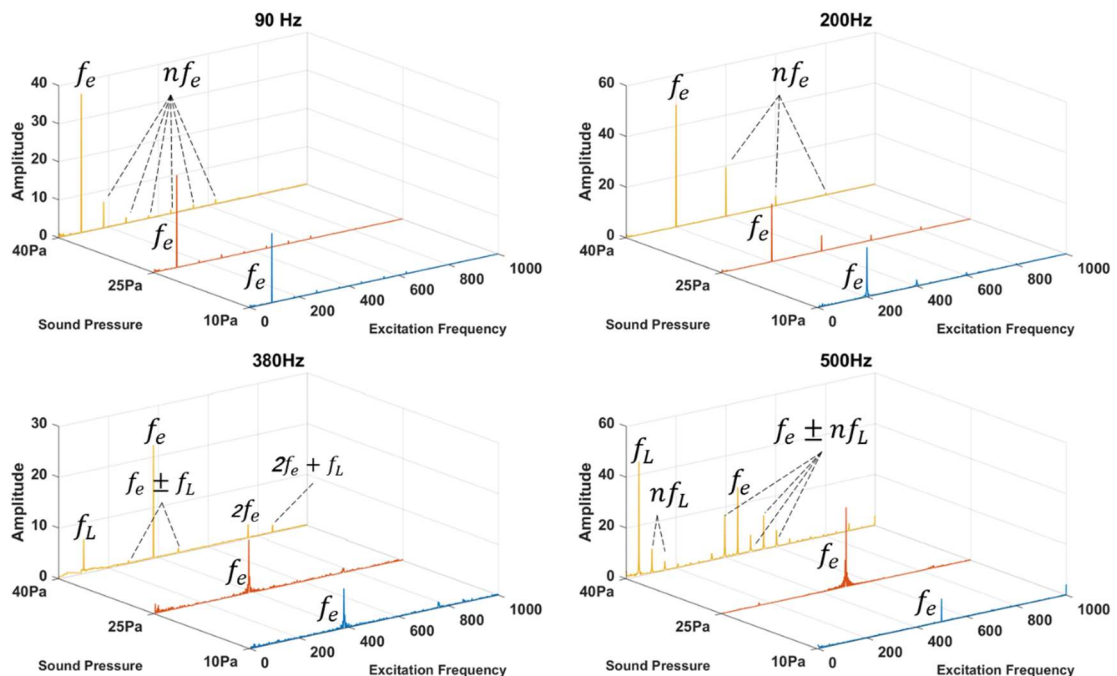 90 Hz
40
30
20
10
0
Amplitude
f_e
nf_e
f_e
f_e
40Pa
25Pa
10Pa
Sound Pressure
0
200
400
600
800
1000
Excitation Frequency
200Hz
60
40
20
0
Amplitude
f_e
nf_e
f_e
f_e
40Pa
25Pa
10Pa
Sound Pressure
0
200
400
600
800
1000
Excitation Frequency
380Hz
30
20
10
0
Amplitude
f_e
f_e ± f_L
f_L
2f_e + f_L
2f_e
f_e
f_e
40Pa
25Pa
10Pa
Sound Pressure
0
200
400
600
800
1000
Excitation Frequency
500Hz
60
40
20
0
Amplitude
f_L
nf_L
f_e
f_e ± nf_L
f_e
f_e
40Pa
25Pa
10Pa
Sound Pressure
0
200
400
600
800
1000
Excitation Frequency